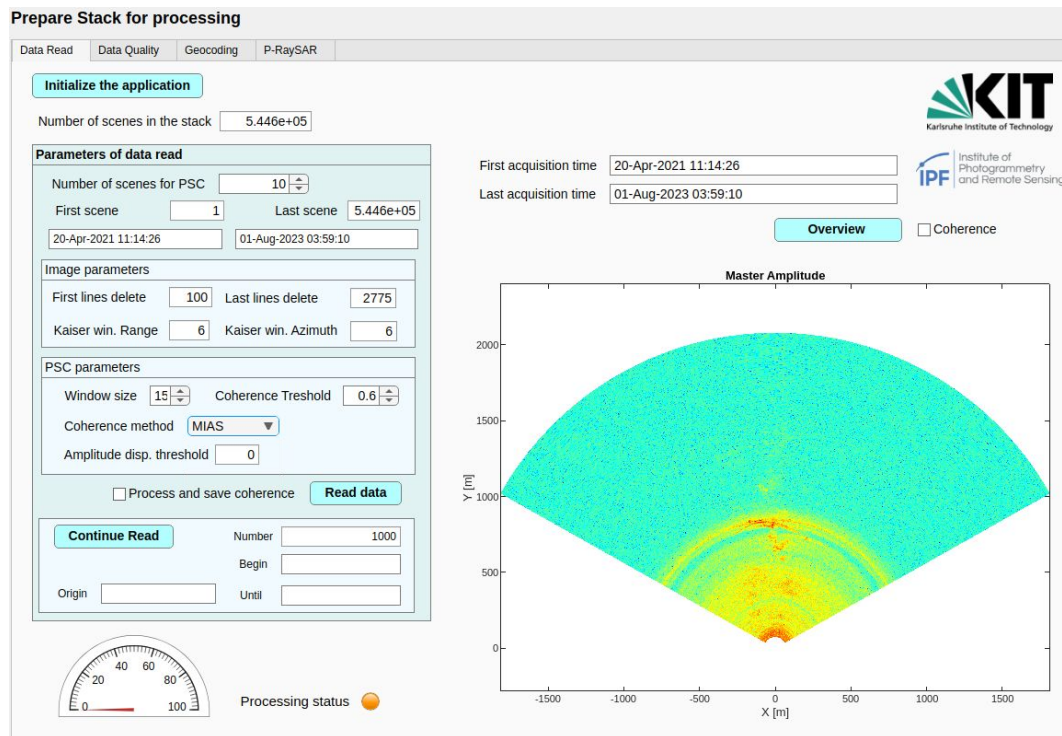 Prepare Stack for processing
Data Read Data Quality Geocoding P-RaySAR
Initialize the application
Number of scenes in the stack 5.446e+05
Parameters of data read
Number of scenes for PSC 10
First scene 1 Last scene 5.446e+05
20-Apr-2021 11:14:26 01-Aug-2023 03:59:10
Image parameters
First lines delete 100 Last lines delete 2775
Kaiser win. Range 6 Kaiser win. Azimuth 6
PSC parameters
Window size 15 Coherence Treshold 0.6
Coherence method MIAS
Amplitude disp. threshold 0
Process and save coherence Read data
Continue Read Number 1000
Begin
Origin Until
0 20 40 60 80 100
Processing status
KIT
Karlsruhe Institute of Technology
First acquisition time 20-Apr-2021 11:14:26
Last acquisition time 01-Aug-2023 03:59:10
IPF
Institute of
Photogrammetry
and Remote Sensing
Overview Coherence
Master Amplitude
2000
1500
1000
500
0
Y [m]
-1500 -1000 -500 0 500 1000 1500
X [m]